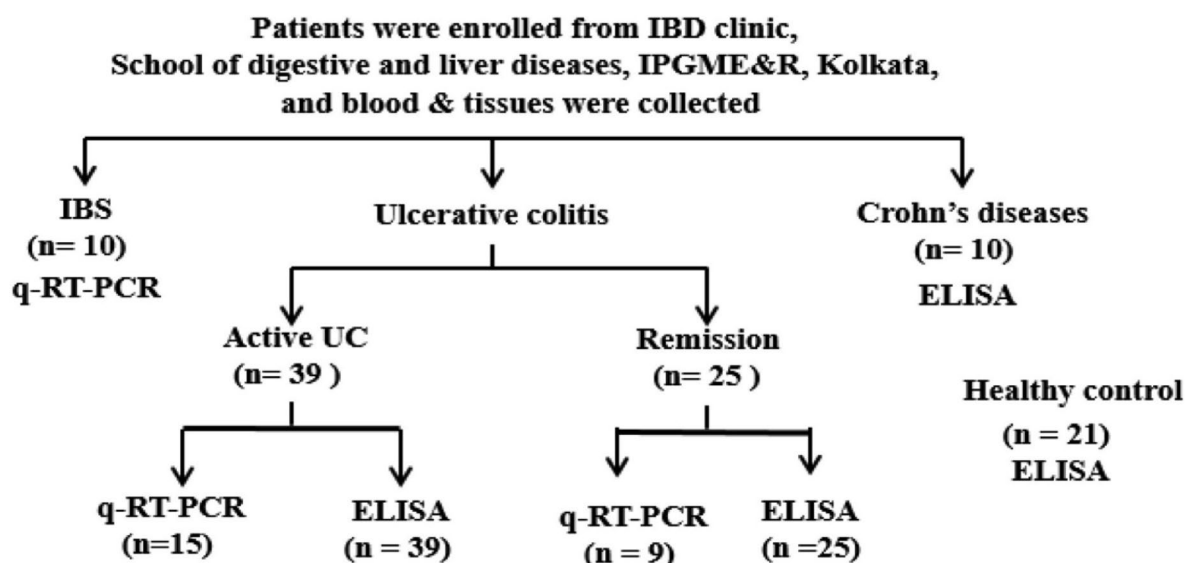 Patients were enrolled from IBD clinic,
School of digestive and liver diseases, IPGME&R, Kolkata,
and blood & tissues were collected
IBS
(n= 10)
q-RT-PCR
Ulcerative colitis
Crohn's diseases
(n= 10)
ELISA
Active UC
(n= 39 )
Remission
(n= 25 )
Healthy control
(n = 21)
ELISA
q-RT-PCR
(n=15)
ELISA
(n = 39)
q-RT-PCR
(n = 9)
ELISA
(n =25)